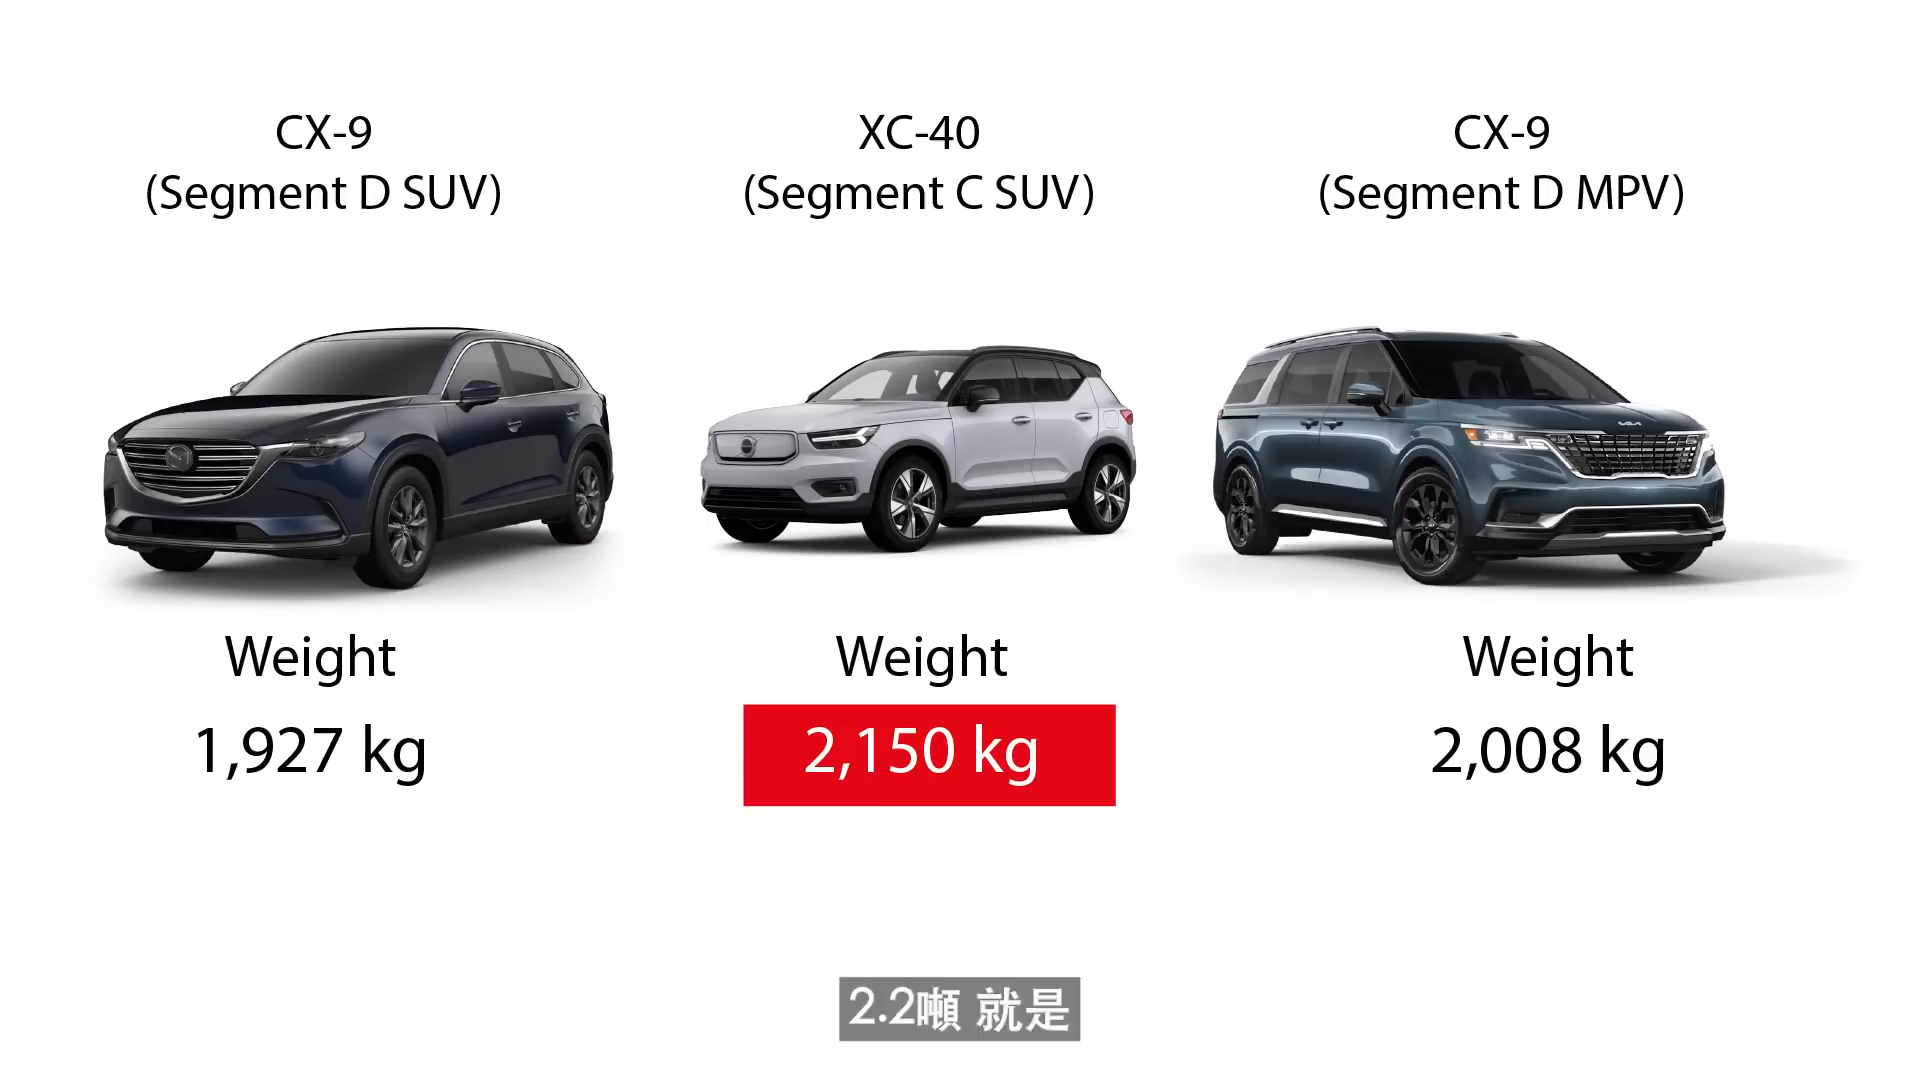 CX-9
(Segment D SUV)
XC-40
(Segment C SUV)
CX-9
(Segment D MPV)
Weight
1,927 kg
Weight
2,150 kg
Weight
2,008 kg
2.2噸 就是